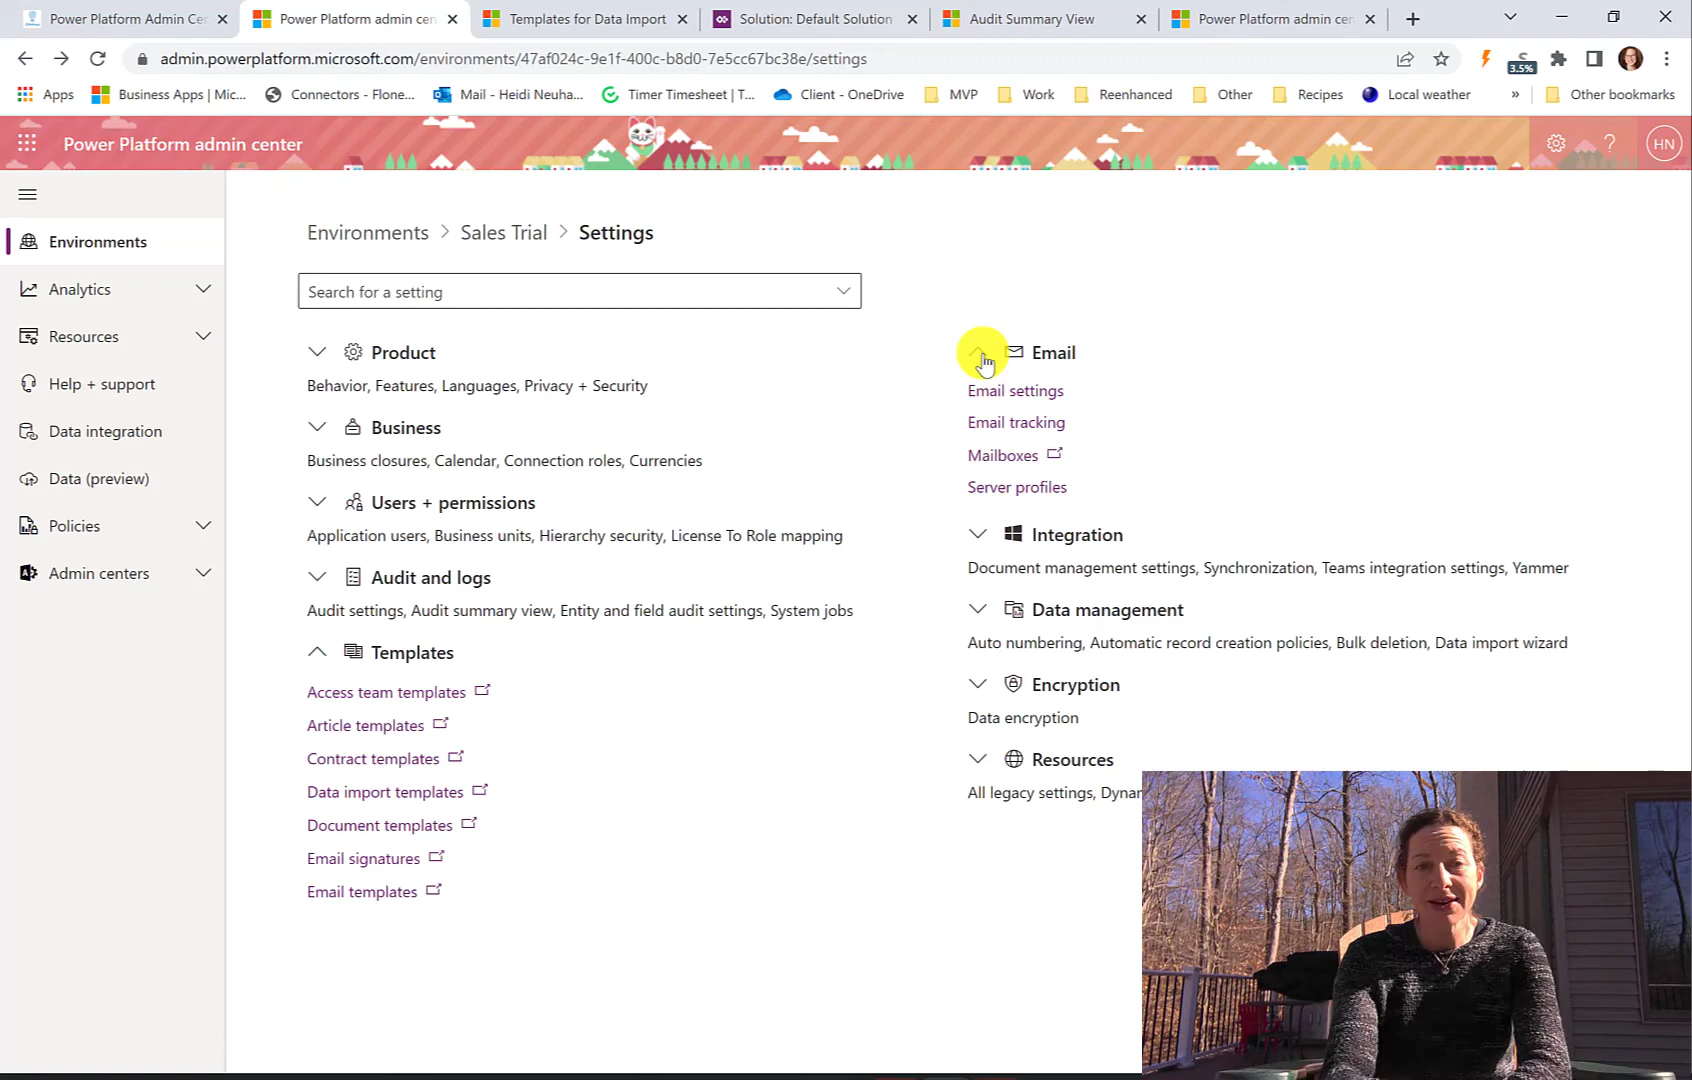 Power Platform Admin Cer
Power Platform admin cen
Templates for Data Import
Solution: Default Solution
Audit Summary View
Power Platform admin cen
admin.powerplatform.microsoft.com/environments/47af024c-9e1f-400c-b8d0-7e5cc67bc38e/settings
3.5%
Apps
Business Apps | Mic...
Connectors - Flone...
Mail - Heidi Neuha...
Timer Timesheet | T...
Client - OneDrive
MVP
Work
Reenhanced
Other
Recipes
Local weather
»
Other bookmarks
Power Platform admin center
?
HN
Environments
Analytics
Resources
Help + support
Data integration
Data (preview)
Policies
Admin centers
Environments > Sales Trial > Settings
Search for a setting
Product
Behavior, Features, Languages, Privacy + Security
Business
Business closures, Calendar, Connection roles, Currencies
Users + permissions
Application users, Business units, Hierarchy security, License To Role mapping
Audit and logs
Audit settings, Audit summary view, Entity and field audit settings, System jobs
Templates
Access team templates
Article templates
Contract templates
Data import templates
Document templates
Email signatures
Email templates
Email
Email settings
Email tracking
Mailboxes
Server profiles
Integration
Document management settings, Synchronization, Teams integration settings, Yammer
Data management
Auto numbering, Automatic record creation policies, Bulk deletion, Data import wizard
Encryption
Data encryption
Resources
All legacy settings, Dynar